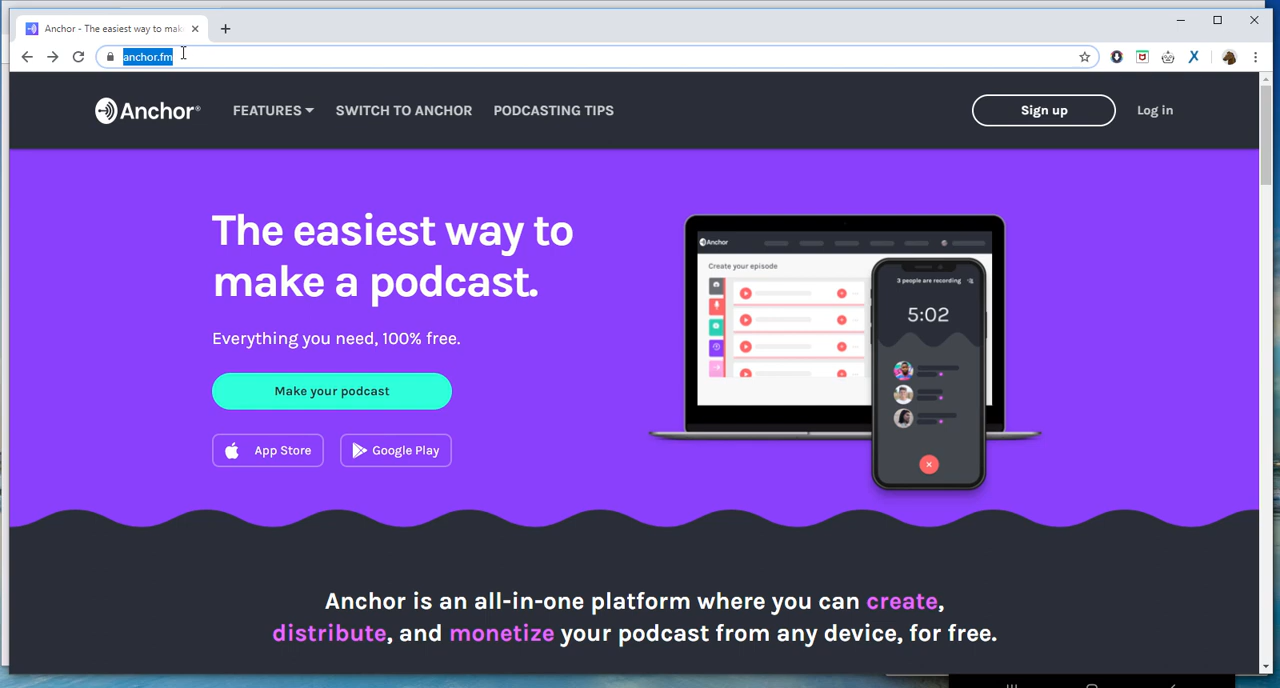 Anchor - The easiest way to mak
anchor.fm
Anchor®
FEATURES
SWITCH TO ANCHOR
PODCASTING TIPS
Sign up
Log in
The easiest way to
make a podcast.
Everything you need, 100% free.
Make your podcast
App Store
Google Play
Anchor
Create your episode
3 people are recording
5:02
Anchor is an all-in-one platform where you can create,
distribute, and monetize your podcast from any device, for free.